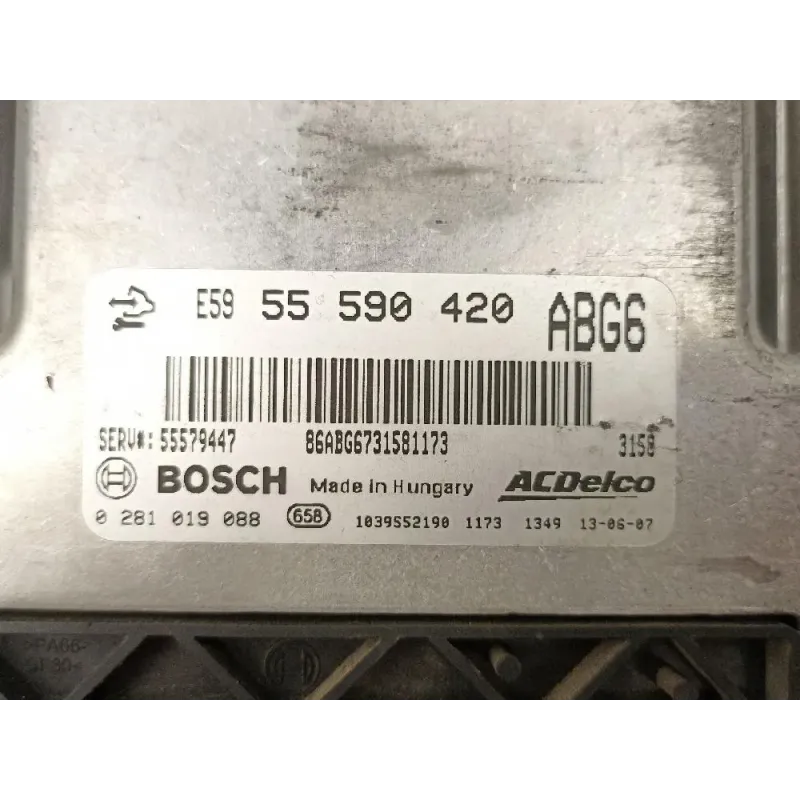 E59 55 590 420 ABG6
SERV#: 55579447 86ABG6731581173 3158
BOSCH Made in Hungary ACDelco
0 281 019 088 658 1039S52190 1173 1349 13-06-07
>PA66-